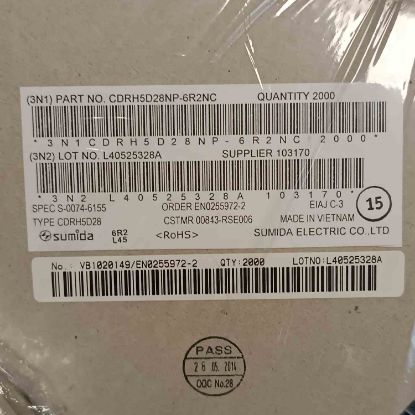 (3N1) PART NO. CDRH5D28NP-6R2NC QUANTITY 2000
*3N1CDRH5D28NP-6R2NC 2000*
(3N2) LOT NO. L40525328A SUPPLIER 103170
*3N2 L40525328A 103170*
SPEC S-0074-6155 ORDER EN0255972-2 EIAJ C-3 15
TYPE CDRH5D28 CSTMR 00843-RSE006 MADE IN VIETNAM
sumida 6R2 L45 <RoHS> SUMIDA ELECTRIC CO., LTD.
No.: VB1020149/EN0255972-2 QTY:2000 LOTNO:L40525328A
PASS
26.05.2014
OQC No.28